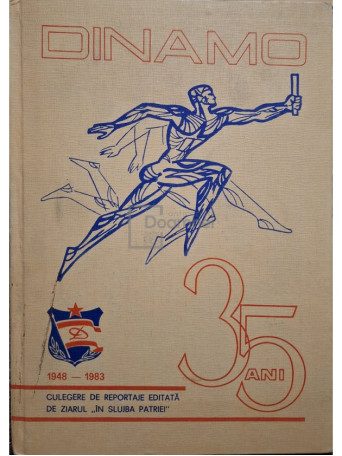 DINAMO
35
ANI
1948 — 1983
CULEGERE DE REPORTAJE EDITATĂ
DE ZIARUL „ÎN SLUJBA PATRIEI"